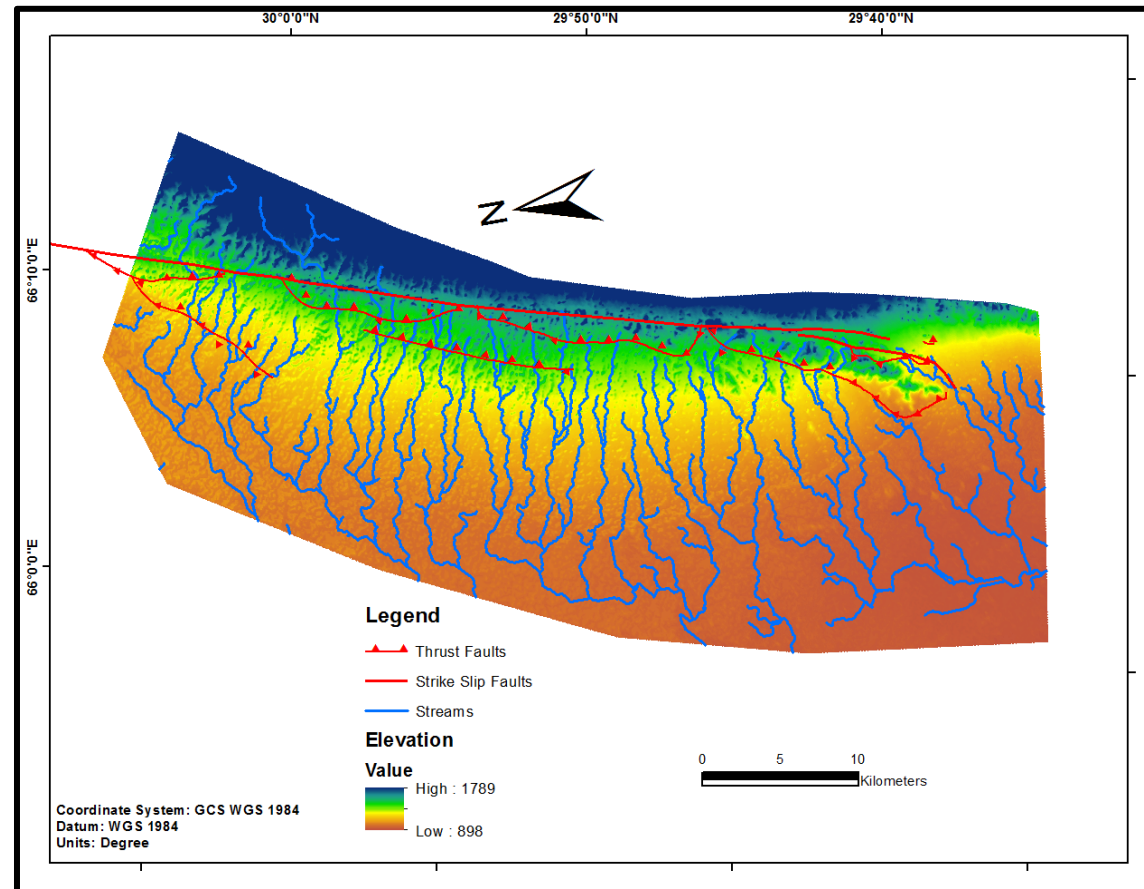 30°0'0"N
29°50'0"N
29°40'0"N
66°10'0"E
66°0'0"E
N
Legend
Thrust Faults
Strike Slip Faults
Streams
Elevation
Value
High : 1789
Low : 898
0 5 10
Kilometers
Coordinate System: GCS WGS 1984
Datum: WGS 1984
Units: Degree